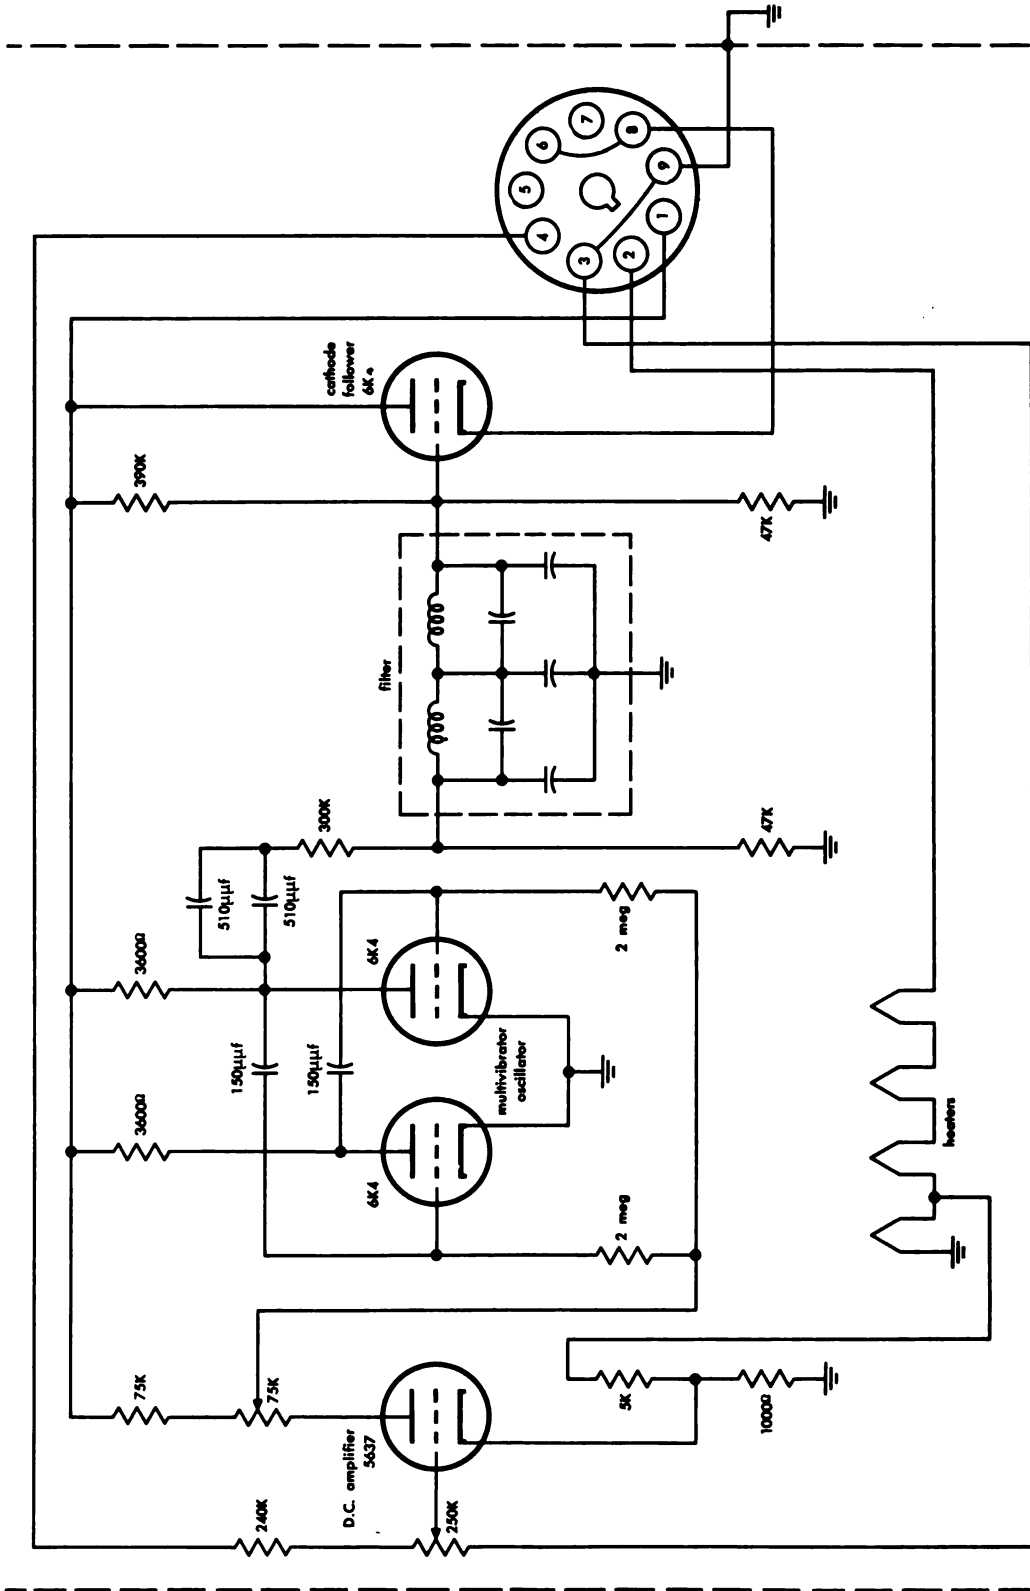 75K
3600Ω
3600Ω
390K
510μμf
150μμf
240K
75K
510μμf
150μμf
300K
cathode
follower
6K4
D.C. amplifier
5637
6K4
6K4
filter
250K
multivibrator
oscillator
5
4
6
3
7
2
8
1
9
2 meg
2 meg
5K
1000Ω
47K
47K
heaters